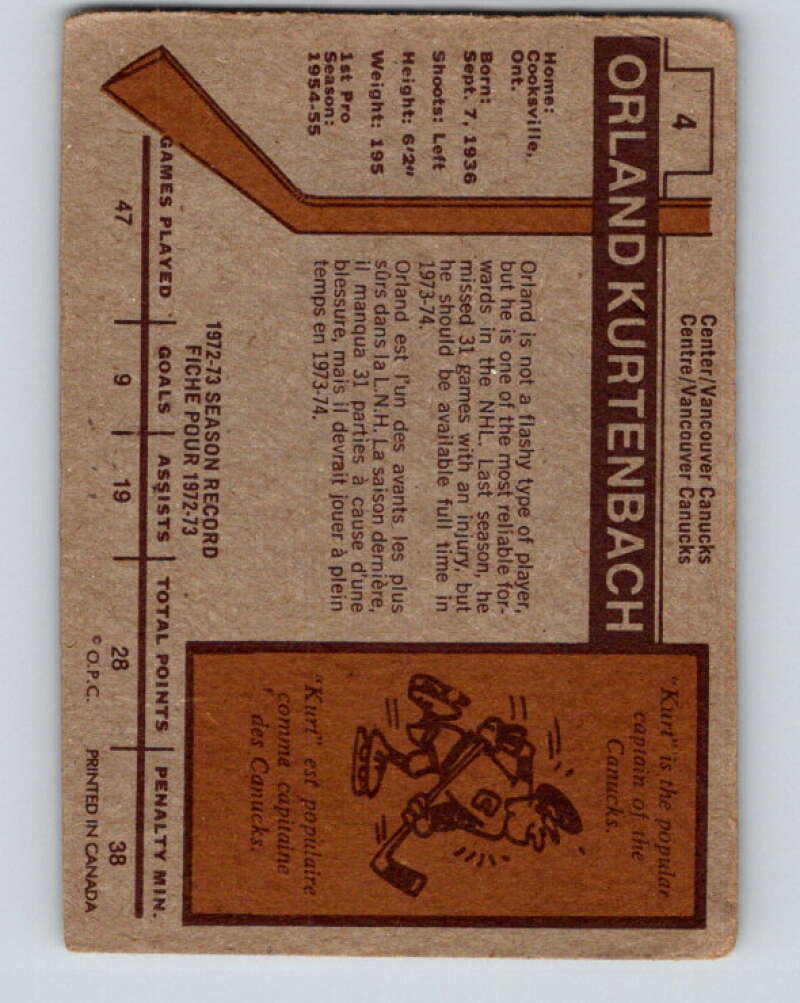 4
Center/Vancouver Canucks
Centre/Vancouver Canucks
ORLAND KURTENBACH
Home:
Cooksville,
Ont.
Born:
Sept. 7, 1936
Shoots: Left
Height: 6'2"
Weight: 195
1st Pro
Season:
1954-55
Orland is not a flashy type of player,
but he is one of the most reliable for-
wards in the NHL. Last season, he
missed 31 games with an injury, but
he should be available full time in
1973-74.
Orland est l'un des avants les plus
sûrs dans la L.N.H. La saison dernière,
il manqua 31 parties à cause d'une
blessure, mais il devrait jouer à plein
temps en 1973-74.
"Kurt" is the popular
captain of the
Canucks.
C
"Kurt" est populaire
comme capitaine
des Canucks.
1972-73 SEASON RECORD
FICHE POUR 1972-73
GAMES PLAYED GOALS ASSISTS TOTAL POINTS PENALTY MIN.
47 9 19 28 38
© O.P.C. PRINTED IN CANADA